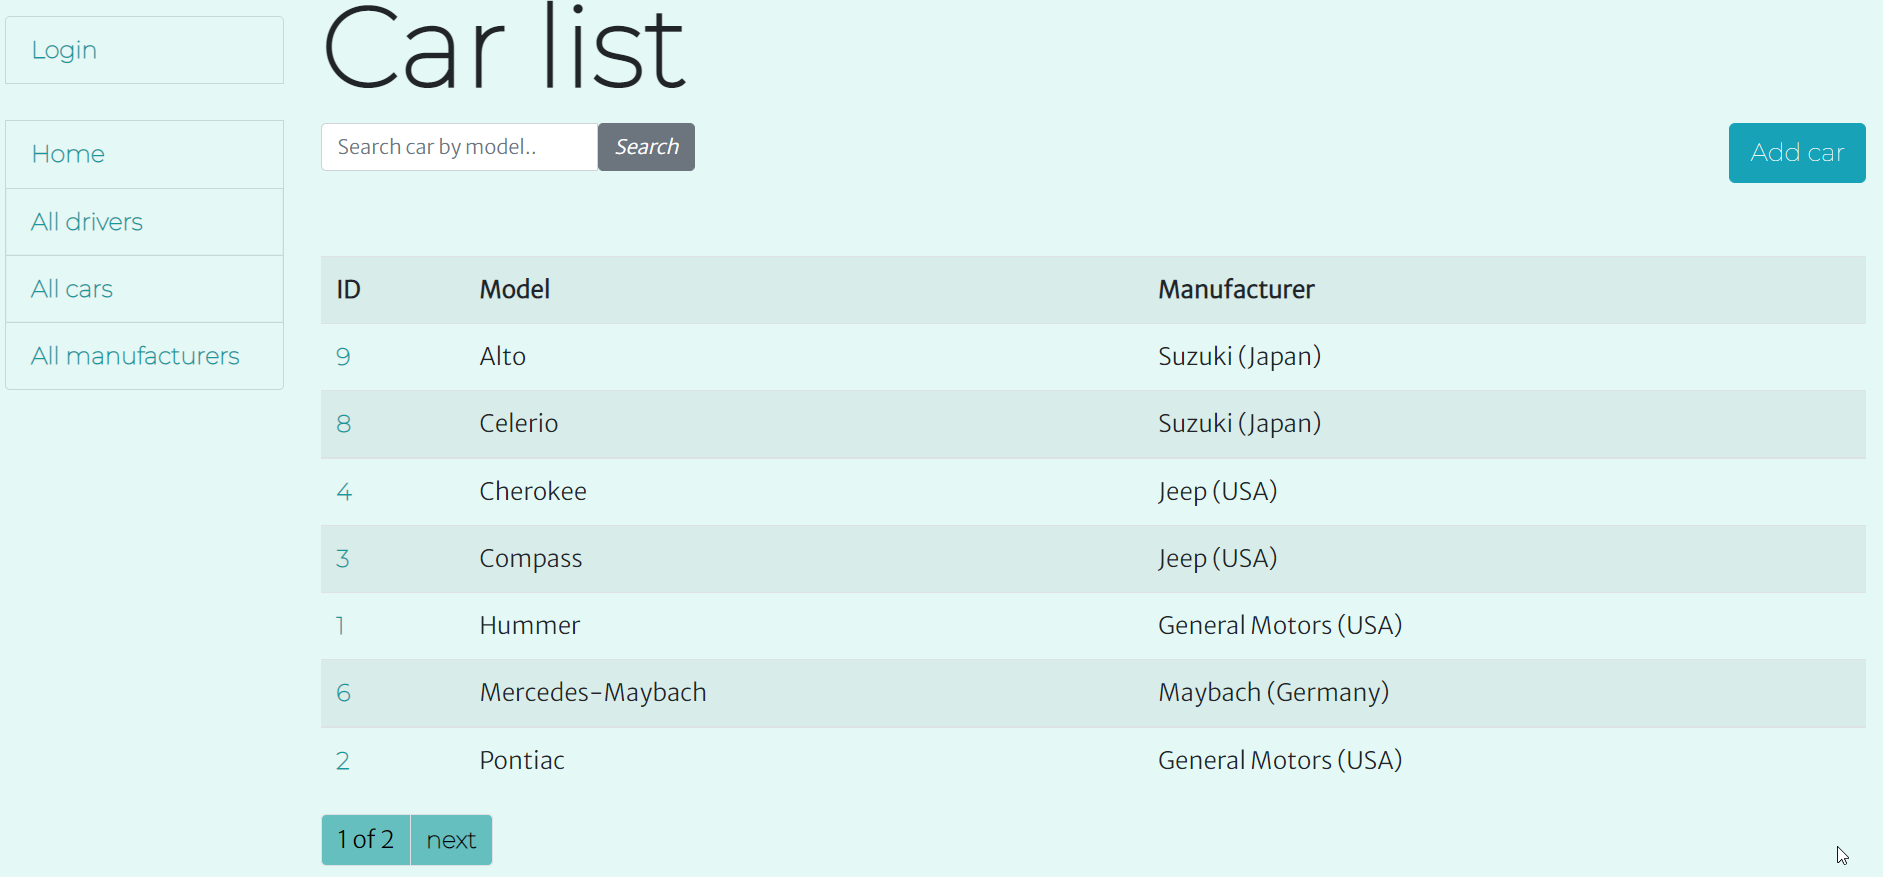 Login
Home
All drivers
All cars
All manufacturers
Car list
Search car by model.. Search
Add car
ID Model Manufacturer
9 Alto Suzuki (Japan)
8 Celerio Suzuki (Japan)
4 Cherokee Jeep (USA)
3 Compass Jeep (USA)
1 Hummer General Motors (USA)
6 Mercedes-Maybach Maybach (Germany)
2 Pontiac General Motors (USA)
1 of 2 next